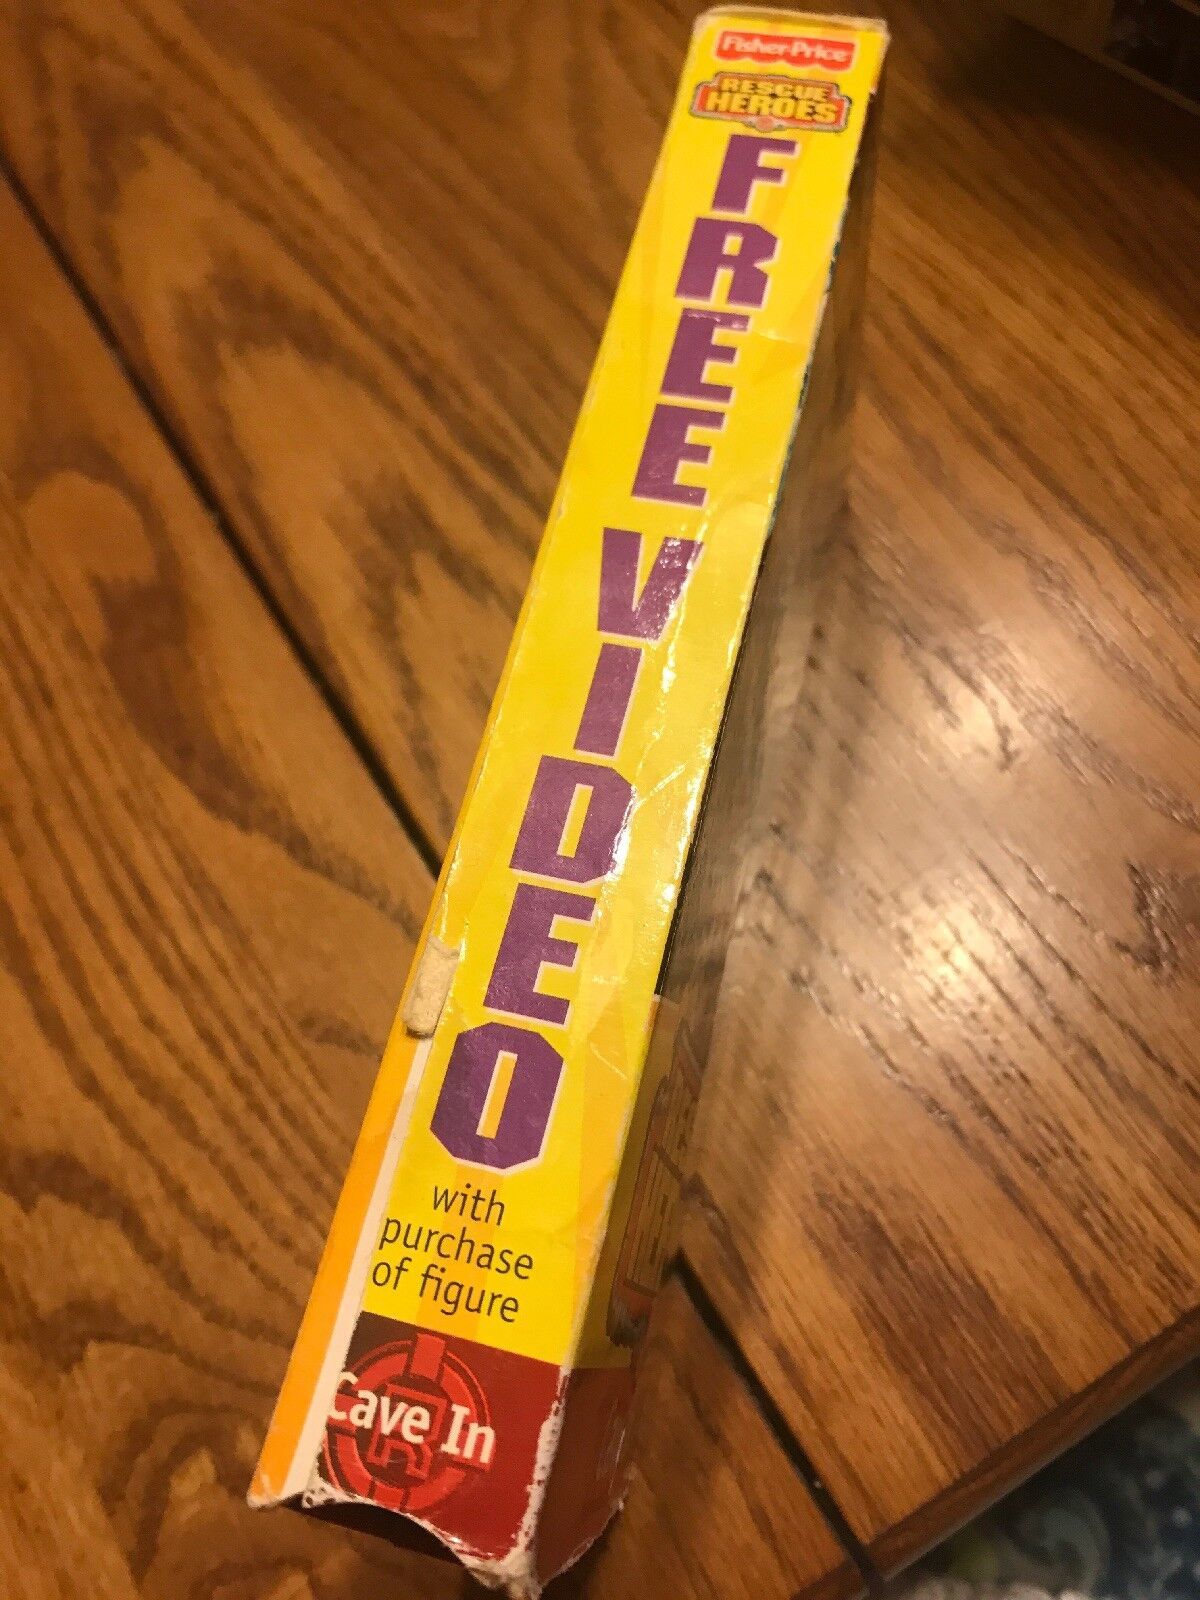 Fisher-Price
RESCUE
HEROES
FREE VIDEO
with
purchase
of figure
Cave In